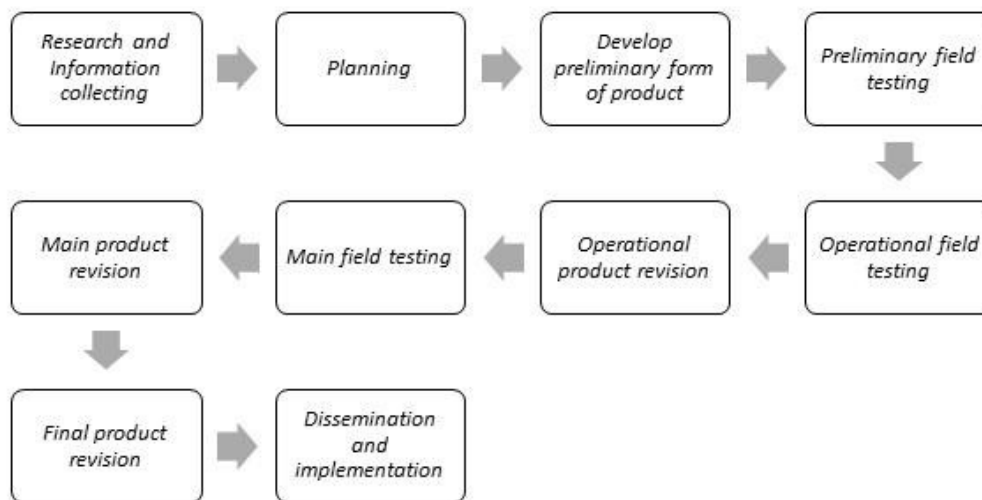 Research and
Information
collecting
Planning
Develop
preliminary form
of product
Preliminary field
testing
Operational field
testing
Operational
product revision
Main field testing
Main product
revision
Final product
revision
Dissemination
and
implementation